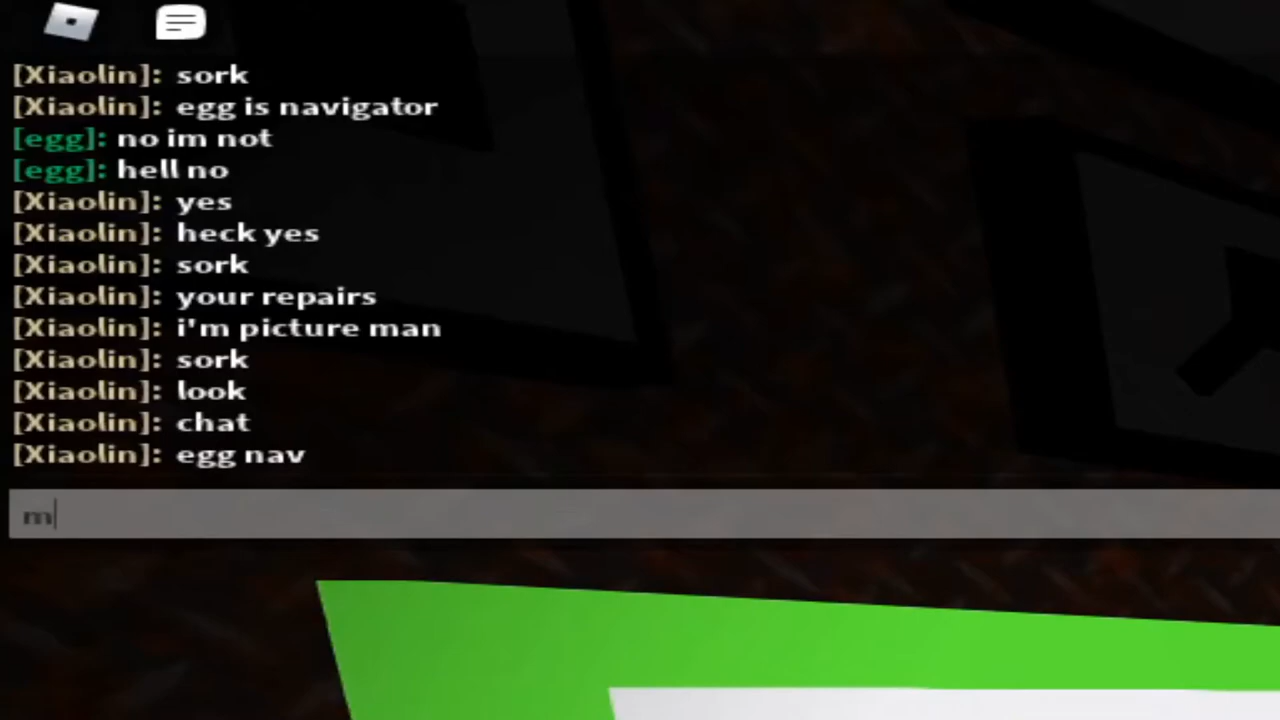 [Xiaolin]: sork
[Xiaolin]: egg is navigator
[egg]: no im not
[egg]: hell no
[Xiaolin]: yes
[Xiaolin]: heck yes
[Xiaolin]: sork
[Xiaolin]: your repairs
[Xiaolin]: i'm picture man
[Xiaolin]: sork
[Xiaolin]: look
[Xiaolin]: chat
[Xiaolin]: egg nav
m